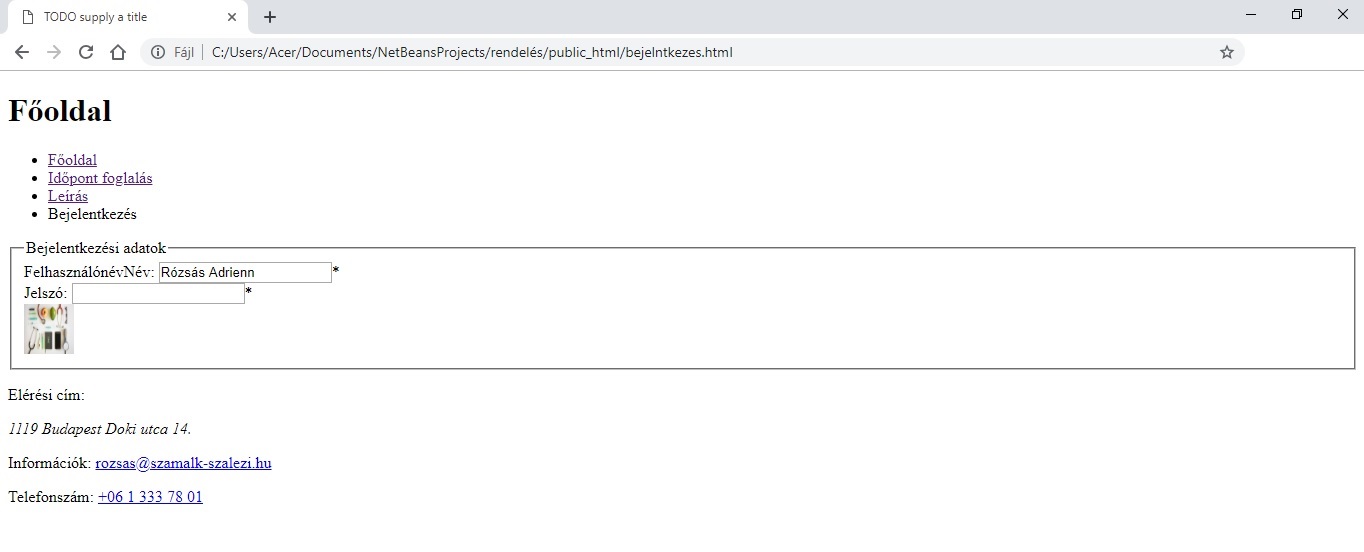 TODO supply a title
Fájl C:/Users/Acer/Documents/NetBeansProjects/rendelés/public_html/bejelntkezes.html
Főoldal
Főoldal
Időpont foglalás
Leírás
Bejelentkezés
Bejelentkezési adatok
FelhasználónévNév: Rózsás Adrienn*
Jelszó: *
Elérési cím:
1119 Budapest Doki utca 14.
Információk: rozsas@szamalk-szalezi.hu
Telefonszám: +06 1 333 78 01